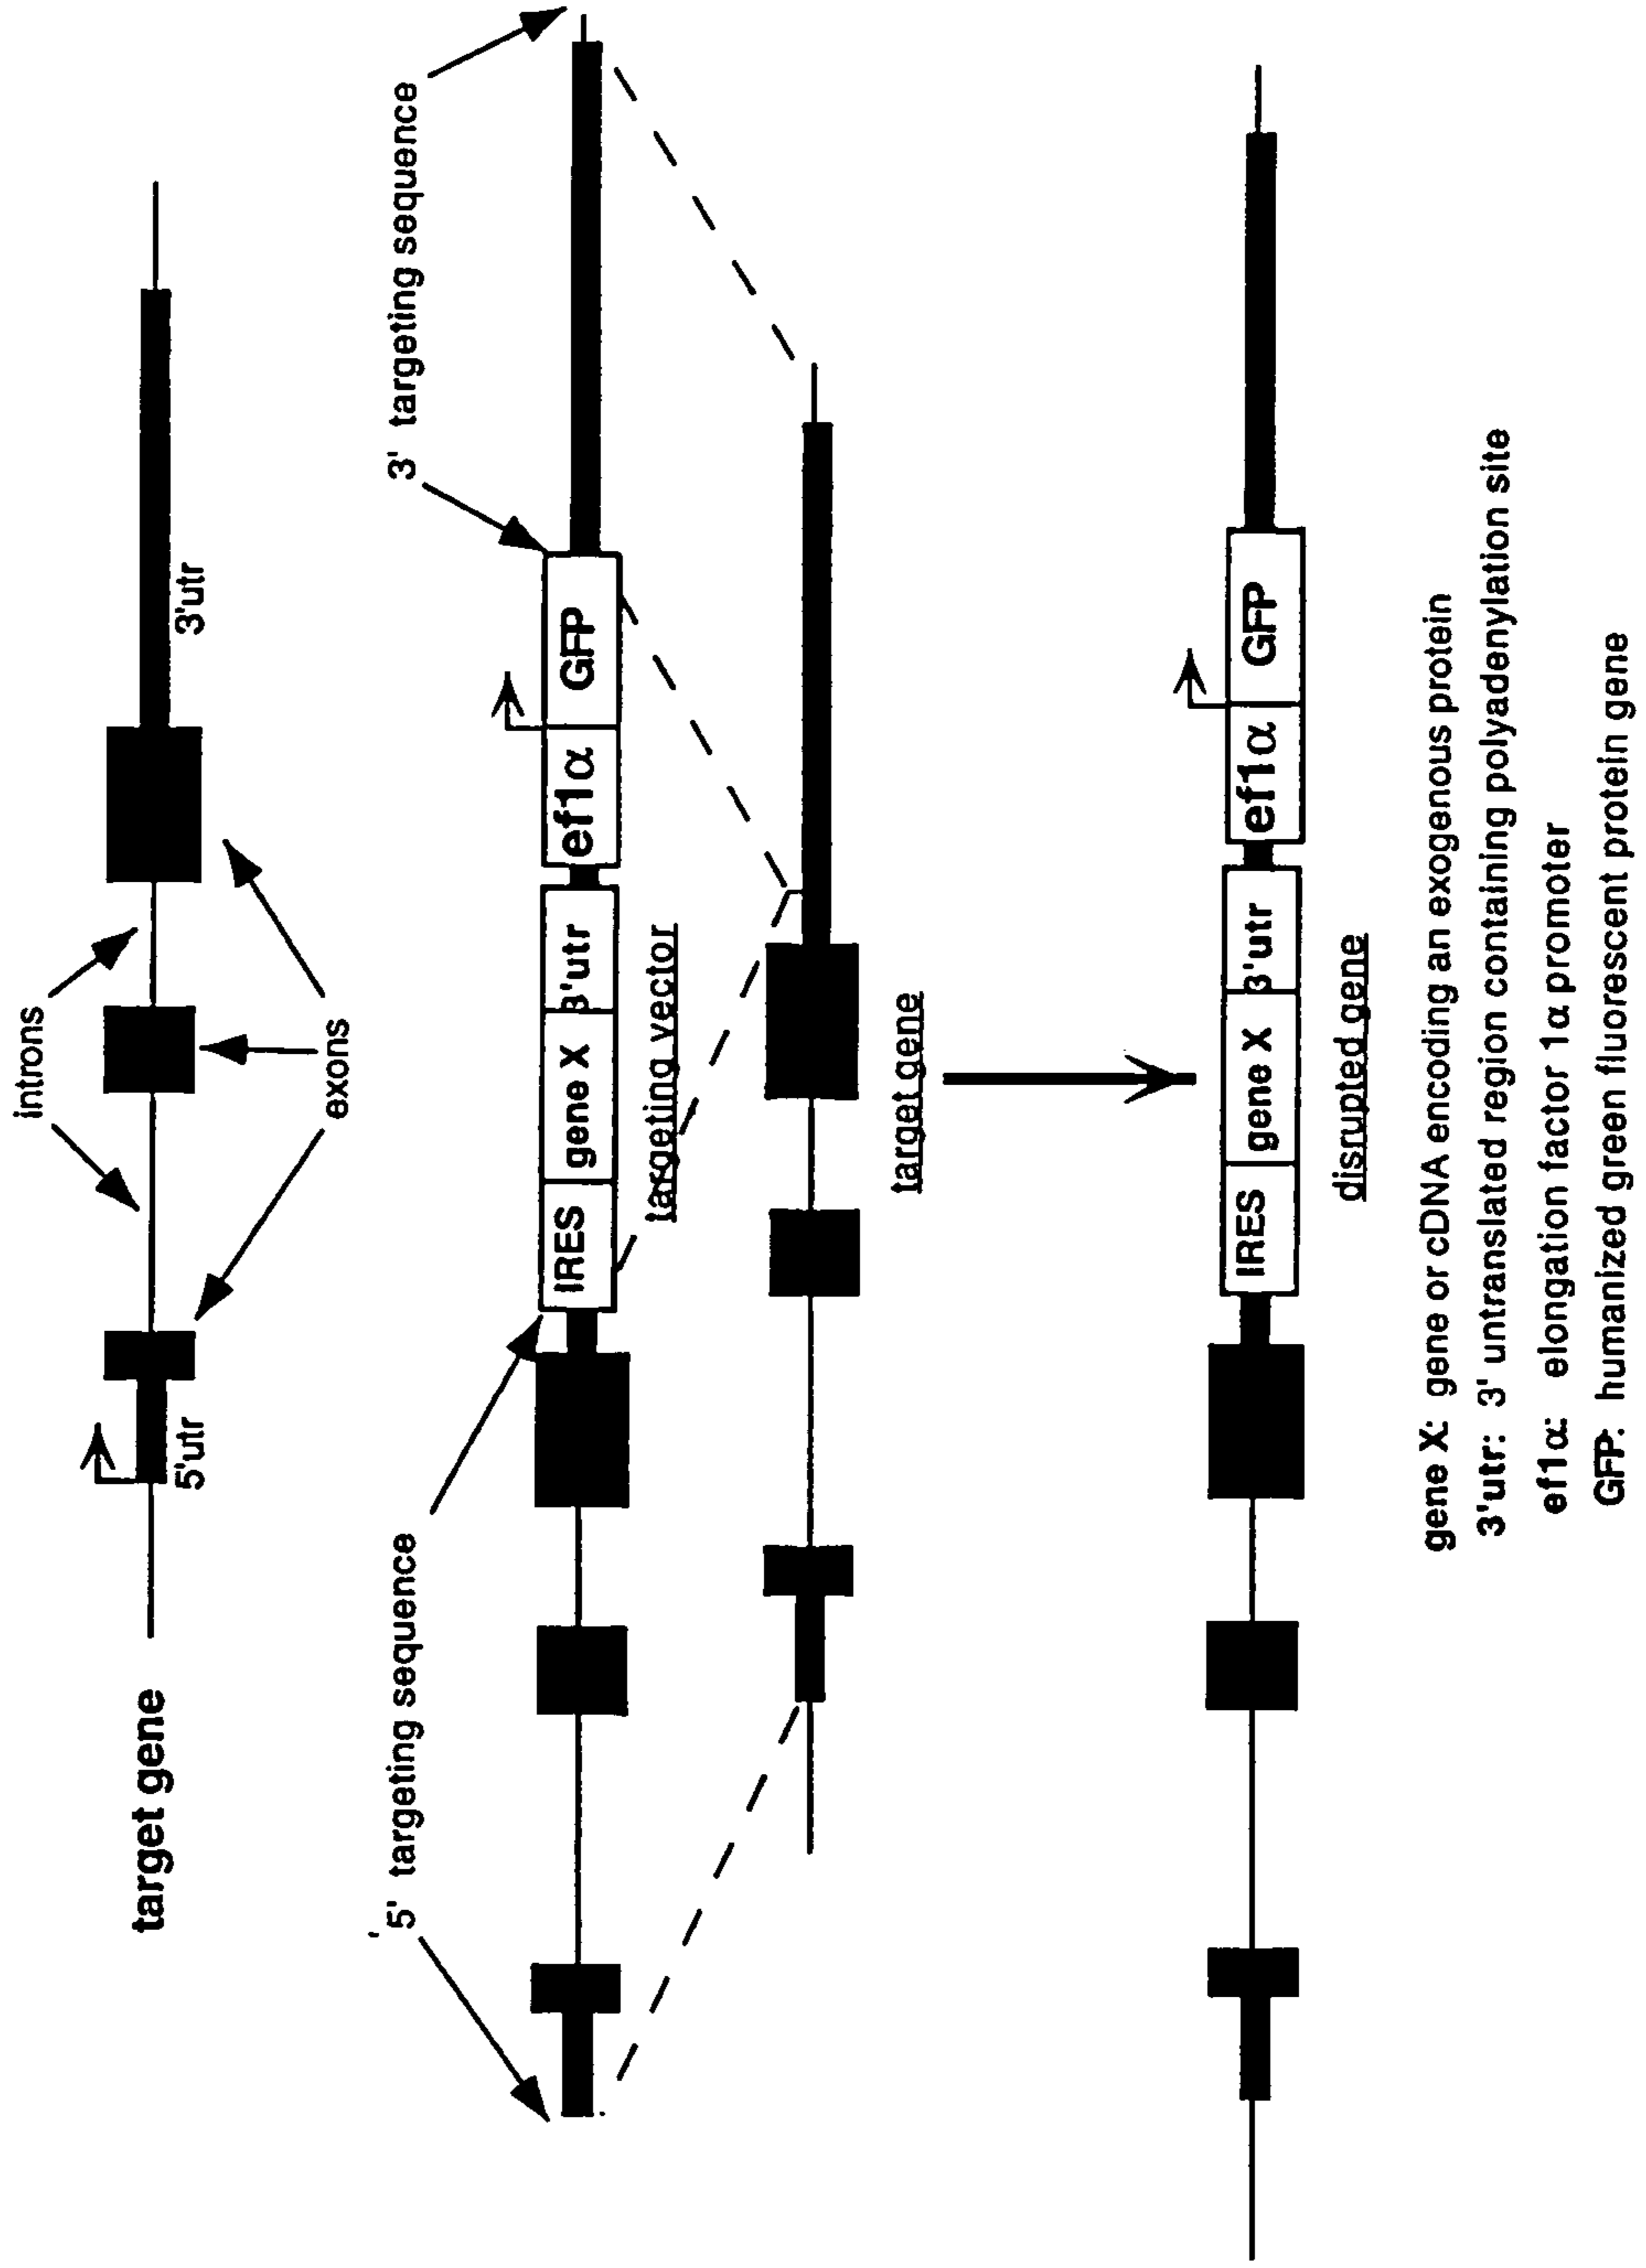 introns
target gene
5'utr
3'utr
exons
5' targeting sequence
3' targeting sequence
IRES
gene X
3'utr
ef1α
GFP
targeting vector
target gene
IRES
gene X
3'utr
ef1α
GFP
disrupted gene
gene X: gene or cDNA encoding an exogenous protein
3'utr: 3' untranslated region containing polyadenylation site
ef1α: elongation factor 1α promoter
GFP: humanized green fluorescent protein gene